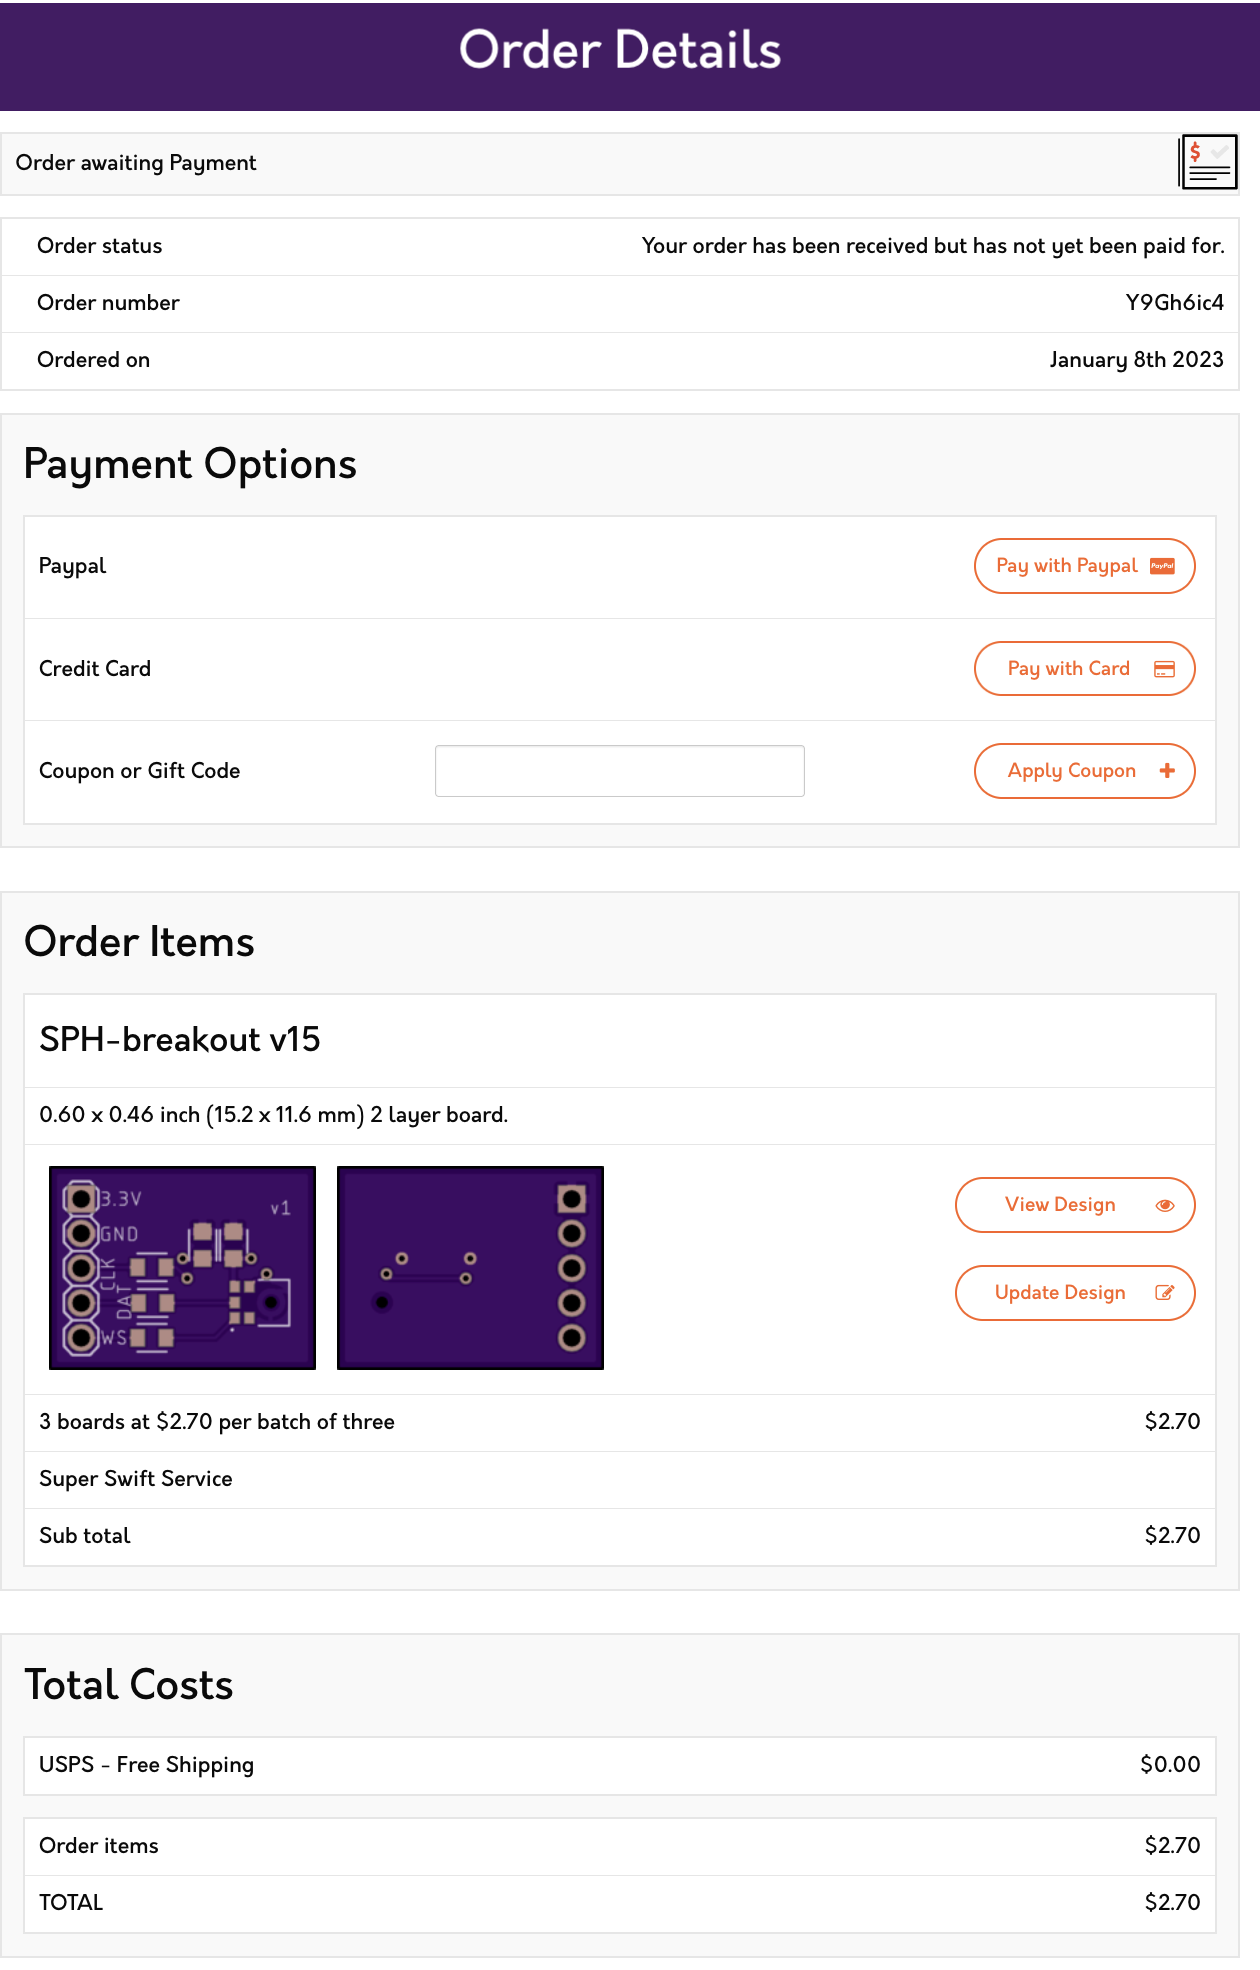 Order Details
Order awaiting Payment
$
Order status Your order has been received but has not yet been paid for.
Order number Y9Gh6ic4
Ordered on January 8th 2023
Payment Options
Paypal Pay with Paypal PayPal
Credit Card Pay with Card
Coupon or Gift Code Apply Coupon
Order Items
SPH-breakout v15
0.60 x 0.46 inch (15.2 x 11.6 mm) 2 layer board.
3.3V v1
GND
CLK
DAT
WS
View Design
Update Design
3 boards at $2.70 per batch of three $2.70
Super Swift Service
Sub total $2.70
Total Costs
USPS - Free Shipping $0.00
Order items $2.70
TOTAL $2.70